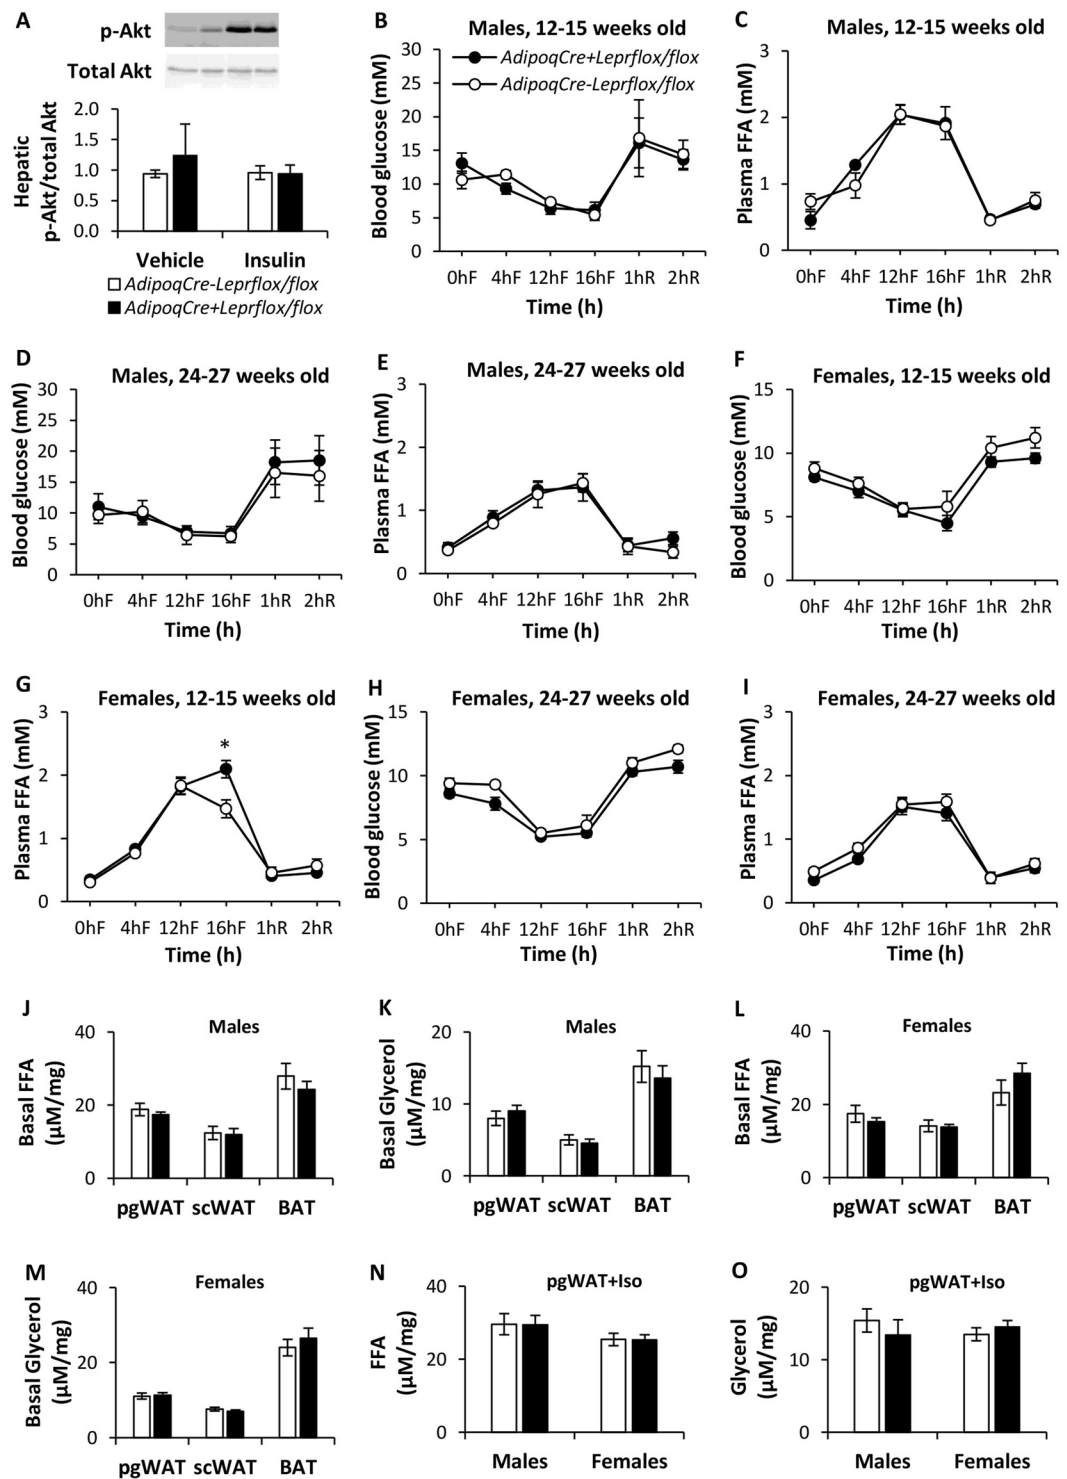 A
p-Akt
Total Akt
Hepatic
p-Akt/total Akt
2.0
1.5
1.0
0.5
0.0
Vehicle Insulin
AdipoqCre-Leprflox/flox
AdipoqCre+Leprflox/flox
B
Males, 12-15 weeks old
Blood glucose (mM)
30
25
20
15
10
5
0
AdipoqCre+Leprflox/flox
AdipoqCre-Leprflox/flox
0hF 4hF 12hF 16hF 1hR 2hR
Time (h)
C
Males, 12-15 weeks old
Plasma FFA (mM)
3
2
1
0
0hF 4hF 12hF 16hF 1hR 2hR
Time (h)
D
Males, 24-27 weeks old
Blood glucose (mM)
30
25
20
15
10
5
0
0hF 4hF 12hF 16hF 1hR 2hR
Time (h)
E
Males, 24-27 weeks old
Plasma FFA (mM)
3
2
1
0
0hF 4hF 12hF 16hF 1hR 2hR
Time (h)
F
Females, 12-15 weeks old
Blood glucose (mM)
15
10
5
0
0hF 4hF 12hF 16hF 1hR 2hR
Time (h)
G
Females, 12-15 weeks old
Plasma FFA (mM)
3
2
1
0
*
0hF 4hF 12hF 16hF 1hR 2hR
Time (h)
H
Females, 24-27 weeks old
Blood glucose (mM)
15
10
5
0
0hF 4hF 12hF 16hF 1hR 2hR
Time (h)
I
Females, 24-27 weeks old
Plasma FFA (mM)
3
2
1
0
0hF 4hF 12hF 16hF 1hR 2hR
Time (h)
J
Males
Basal FFA
(µM/mg)
40
20
0
pgWAT scWAT BAT
K
Males
Basal Glycerol
(µM/mg)
20
10
0
pgWAT scWAT BAT
L
Females
Basal FFA
(µM/mg)
40
20
0
pgWAT scWAT BAT
M
Females
Basal Glycerol
(µM/mg)
40
20
0
pgWAT scWAT BAT
N
pgWAT+Iso
FFA
(µM/mg)
40
20
0
Males Females
O
pgWAT+Iso
Glycerol
(µM/mg)
20
10
0
Males Females